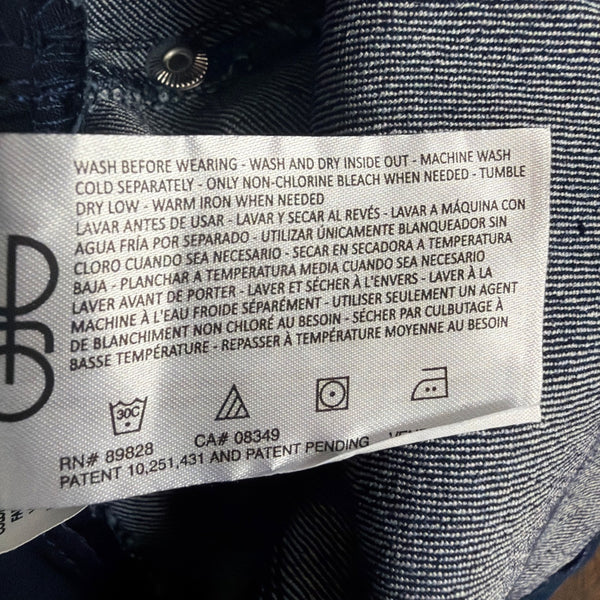 WASH BEFORE WEARING - WASH AND DRY INSIDE OUT - MACHINE WASH
COLD SEPARATELY - ONLY NON-CHLORINE BLEACH WHEN NEEDED - TUMBLE
DRY LOW - WARM IRON WHEN NEEDED
LAVAR ANTES DE USAR - LAVAR Y SECAR AL REVÉS - LAVAR A MÁQUINA CON
AGUA FRÍA POR SEPARADO - UTILIZAR ÚNICAMENTE BLANQUEADOR SIN
CLORO CUANDO SEA NECESARIO - SECAR EN SECADORA A TEMPERATURA
BAJA - PLANCHAR A TEMPERATURA MEDIA CUANDO SEA NECESARIO
LAVER AVANT DE PORTER - LAVER ET SÉCHER À L'ENVERS - LAVER À LA
MACHINE À L'EAU FROIDE SÉPARÉMENT - UTILISER SEULEMENT UN AGENT
DE BLANCHIMENT NON CHLORÉ AU BESOIN - SÉCHER PAR CULBUTAGE À
BASSE TEMPÉRATURE - REPASSER À TEMPÉRATURE MOYENNE AU BESOIN
30C
RN# 89828 CA# 08349
PATENT 10,251,431 AND PATENT PENDING